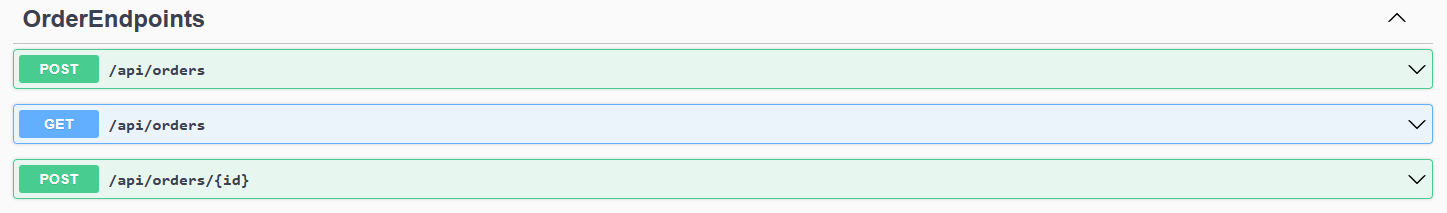 OrderEndpoints
POST /api/orders
GET /api/orders
POST /api/orders/{id}